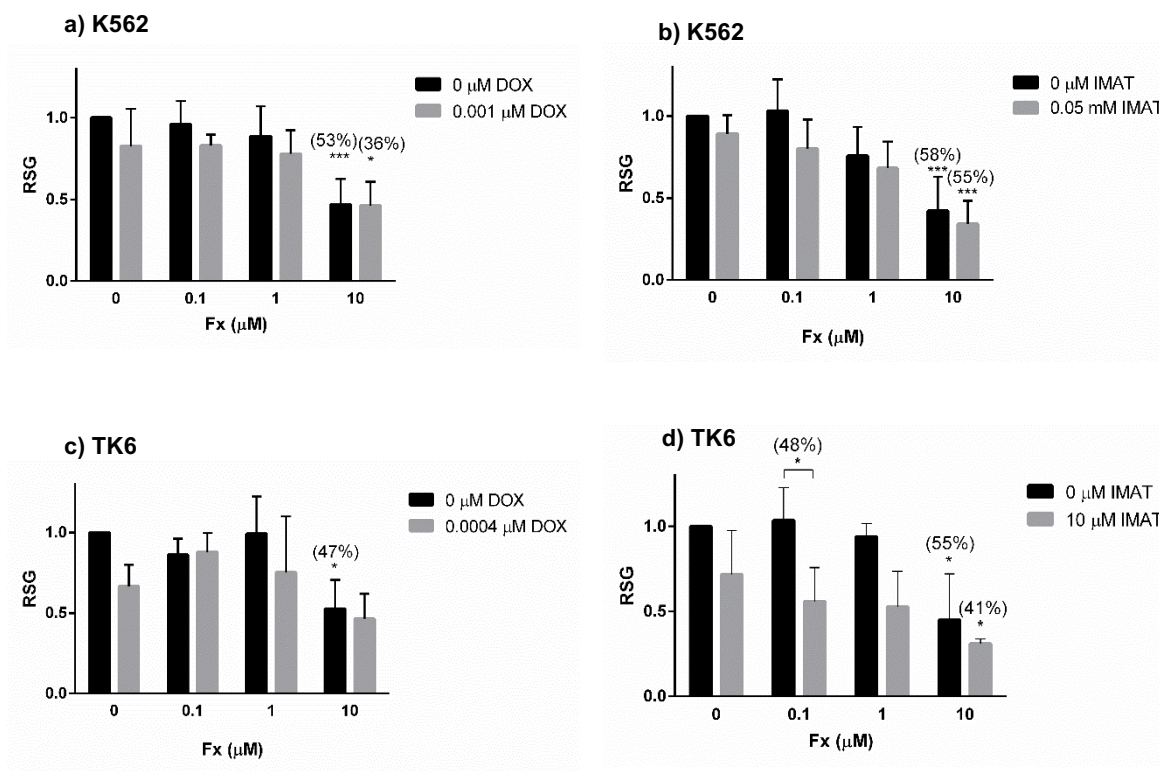 a) K562
0 μM DOX
0.001 μM DOX
1.0
0.5
0.0
RSG
(53%) (36%)
*** *
0 0.1 1 10
Fx (μM)
b) K562
0 μM IMAT
0.05 mM IMAT
1.0
0.5
0.0
RSG
(58%)
***
(55%)
***
0 0.1 1 10
Fx (μM)
c) TK6
0 μM DOX
0.0004 μM DOX
1.0
0.5
0.0
RSG
(47%)
*
0 0.1 1 10
Fx (μM)
d) TK6
0 μM IMAT
10 μM IMAT
1.0
0.5
0.0
RSG
(48%)
*
(55%)
*
(41%)
*
0 0.1 1 10
Fx (μM)